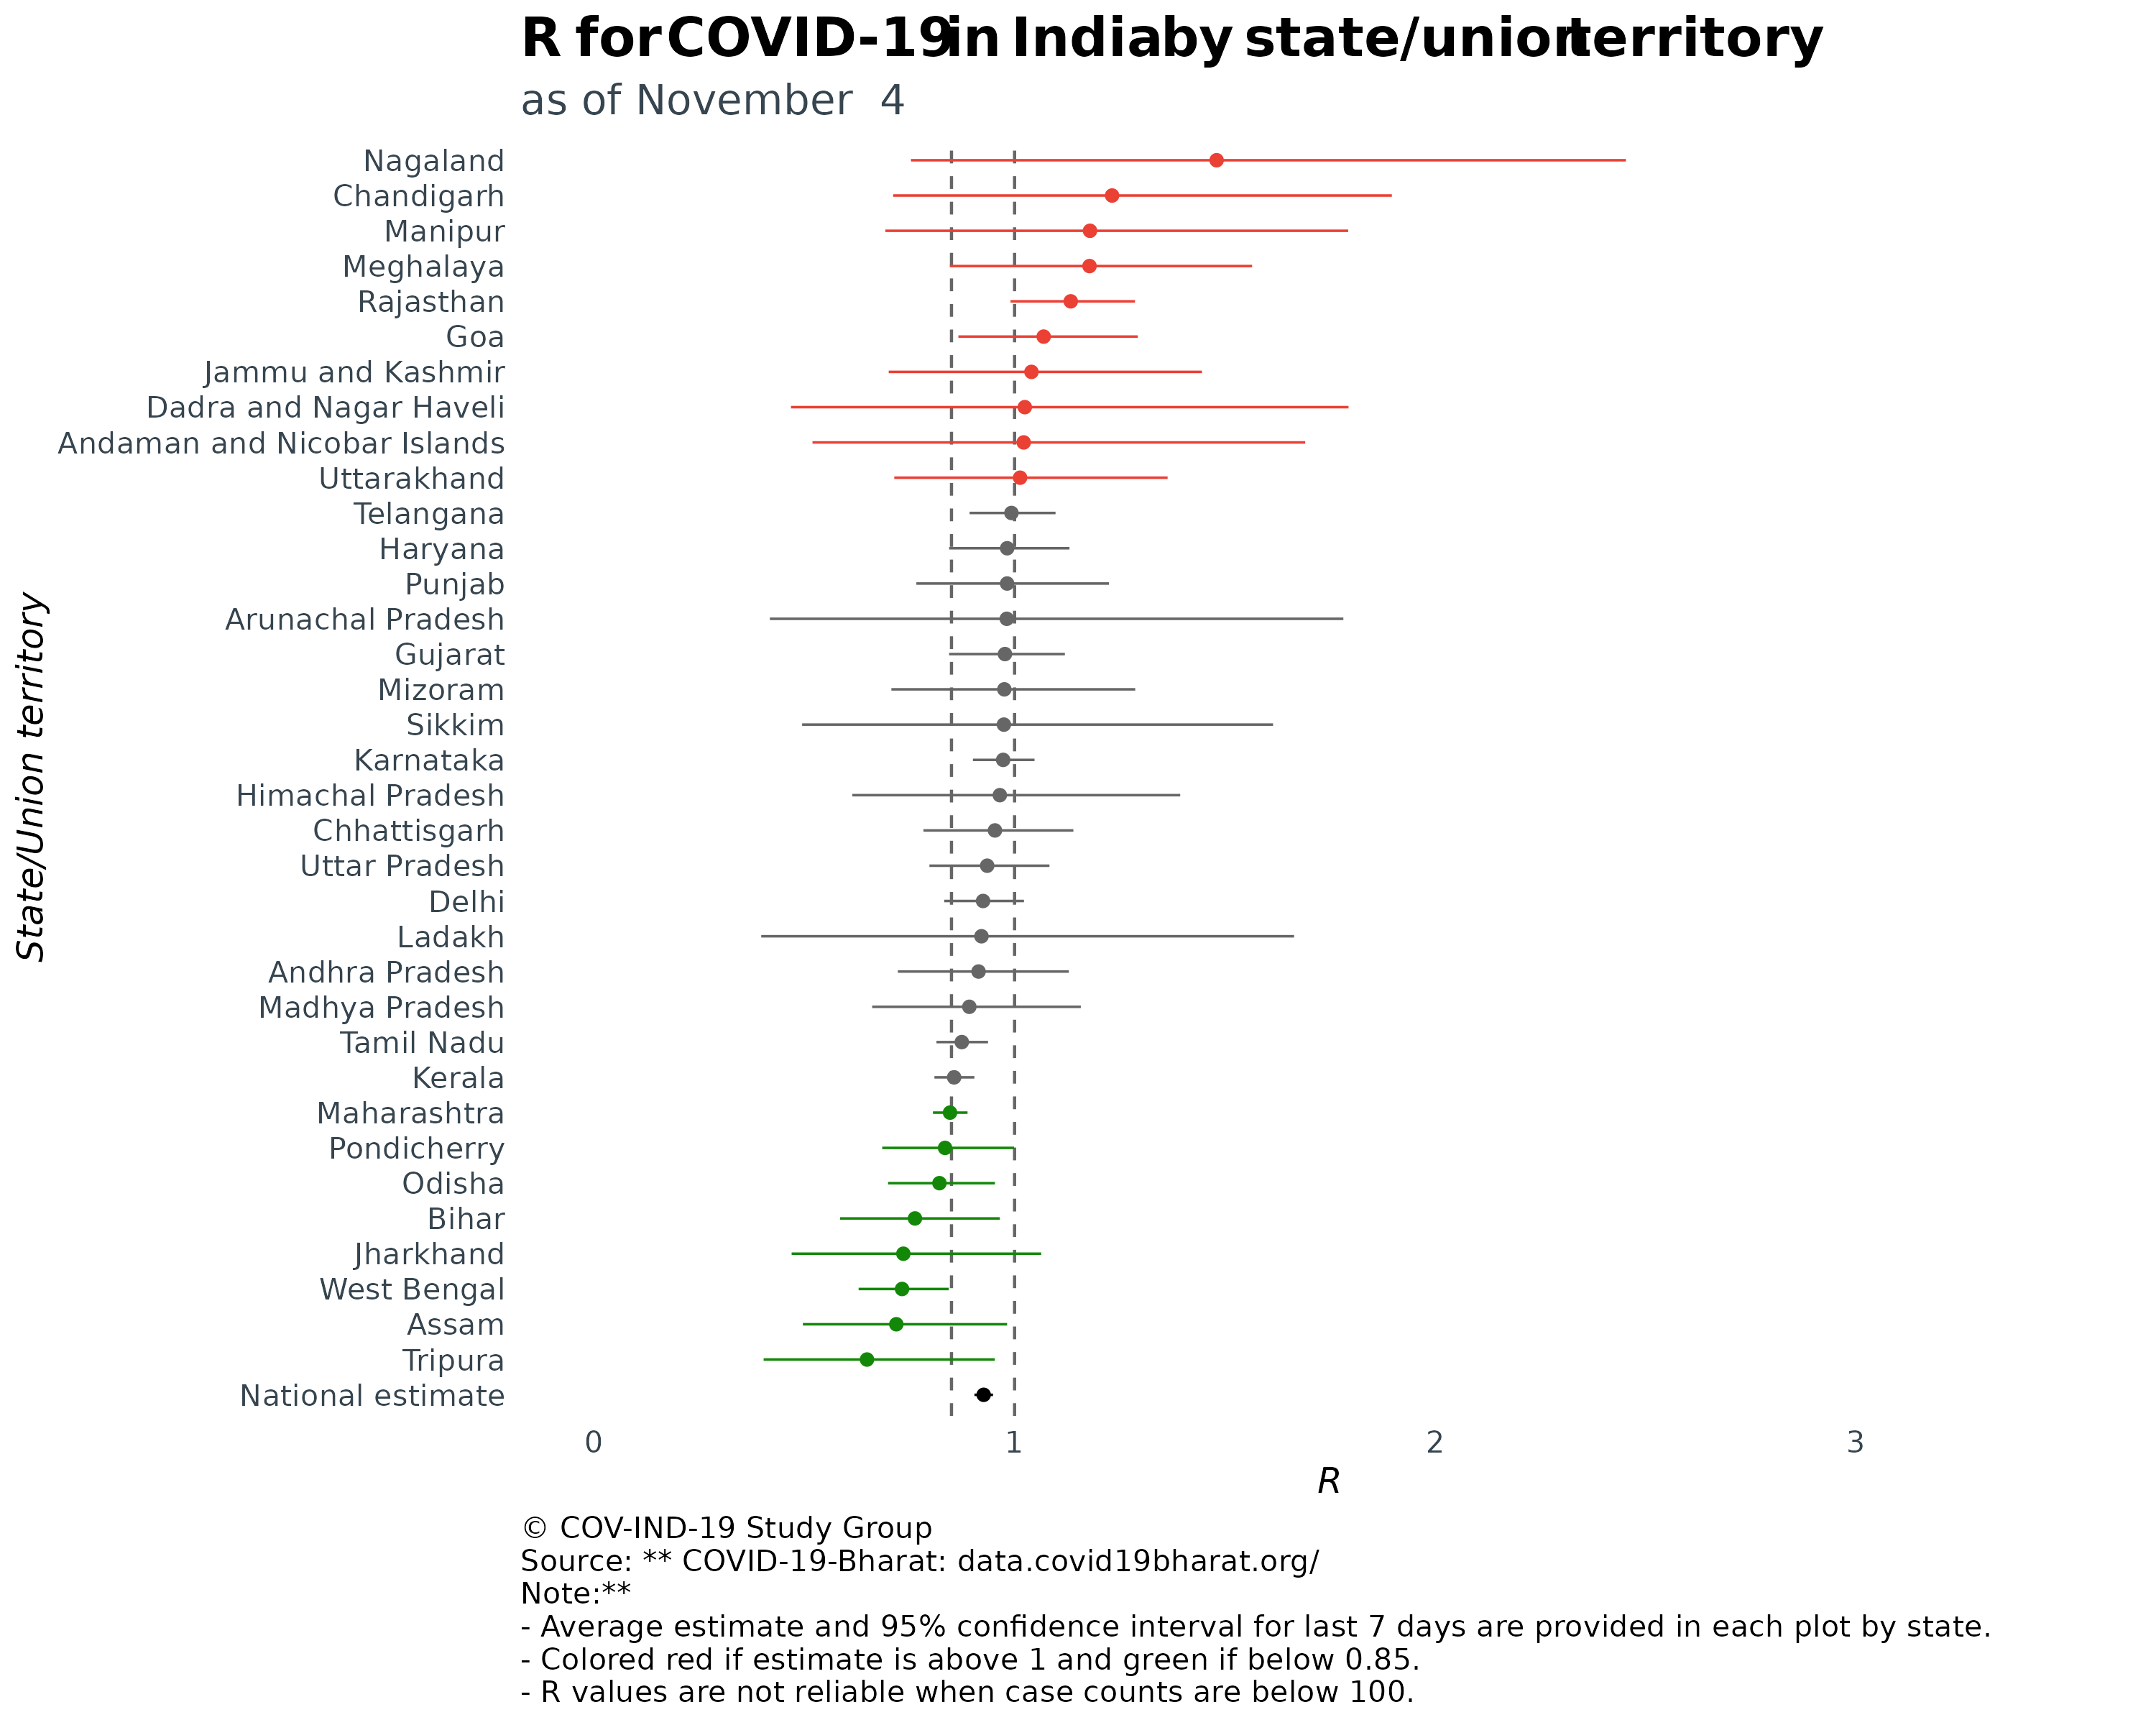 R for COVID-19 in India by state/union territory
as of November  4
State/Union territory
Nagaland
Chandigarh
Manipur
Meghalaya
Rajasthan
Goa
Jammu and Kashmir
Dadra and Nagar Haveli
Andaman and Nicobar Islands
Uttarakhand
Telangana
Haryana
Punjab
Arunachal Pradesh
Gujarat
Mizoram
Sikkim
Karnataka
Himachal Pradesh
Chhattisgarh
Uttar Pradesh
Delhi
Ladakh
Andhra Pradesh
Madhya Pradesh
Tamil Nadu
Kerala
Maharashtra
Pondicherry
Odisha
Bihar
Jharkhand
West Bengal
Assam
Tripura
National estimate
0 1 2 3
R
© COV-IND-19 Study Group
Source: ** COVID-19-Bharat: data.covid19bharat.org/
Note:**
- Average estimate and 95% confidence interval for last 7 days are provided in each plot by state.
- Colored red if estimate is above 1 and green if below 0.85.
- R values are not reliable when case counts are below 100.